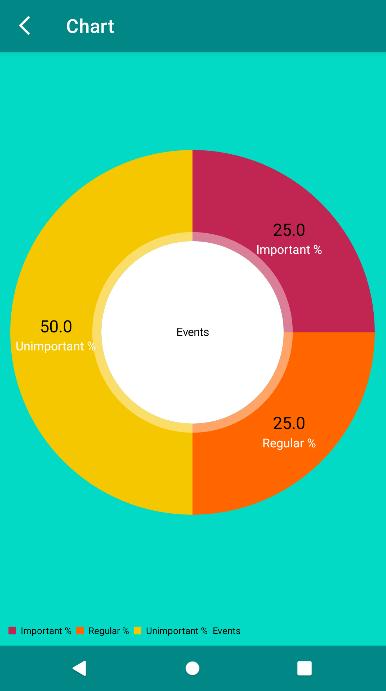 Chart
25.0
Important %
50.0
Unimportant %
Events
25.0
Regular %
Important % Regular % Unimportant % Events